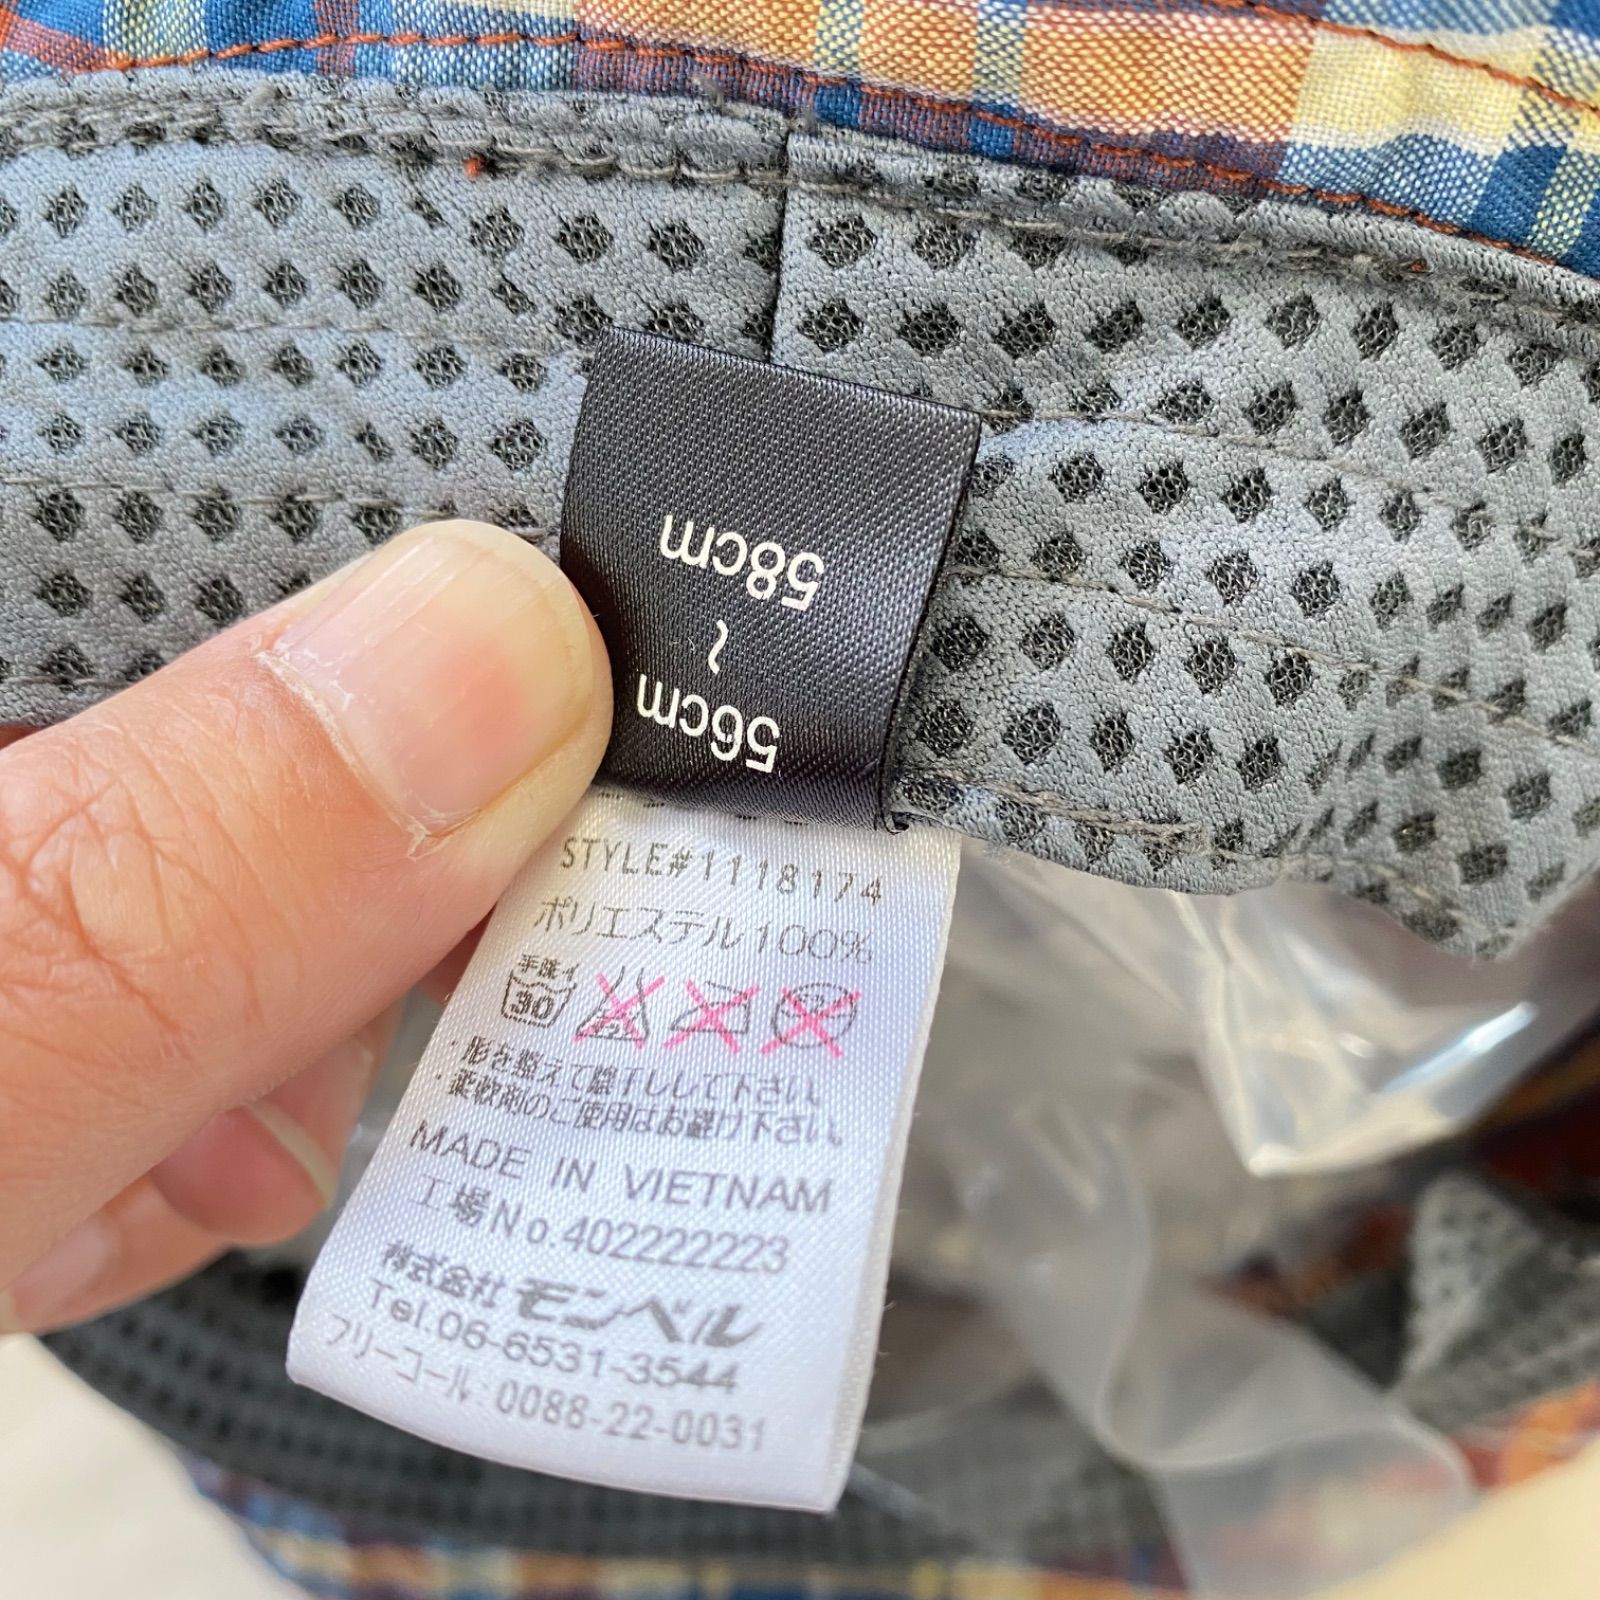 56cm
~
58cm
STYLE#1118174
ポリエステル100%
手洗イ
30
・形を整えて陰干しして下さい。
・柔軟剤のご使用はお避け下さい。
MADE IN VIETNAM
工場No.402222223
株式会社 モンベル
Tel.06-6531-3544
フリーコール:0088-22-0031